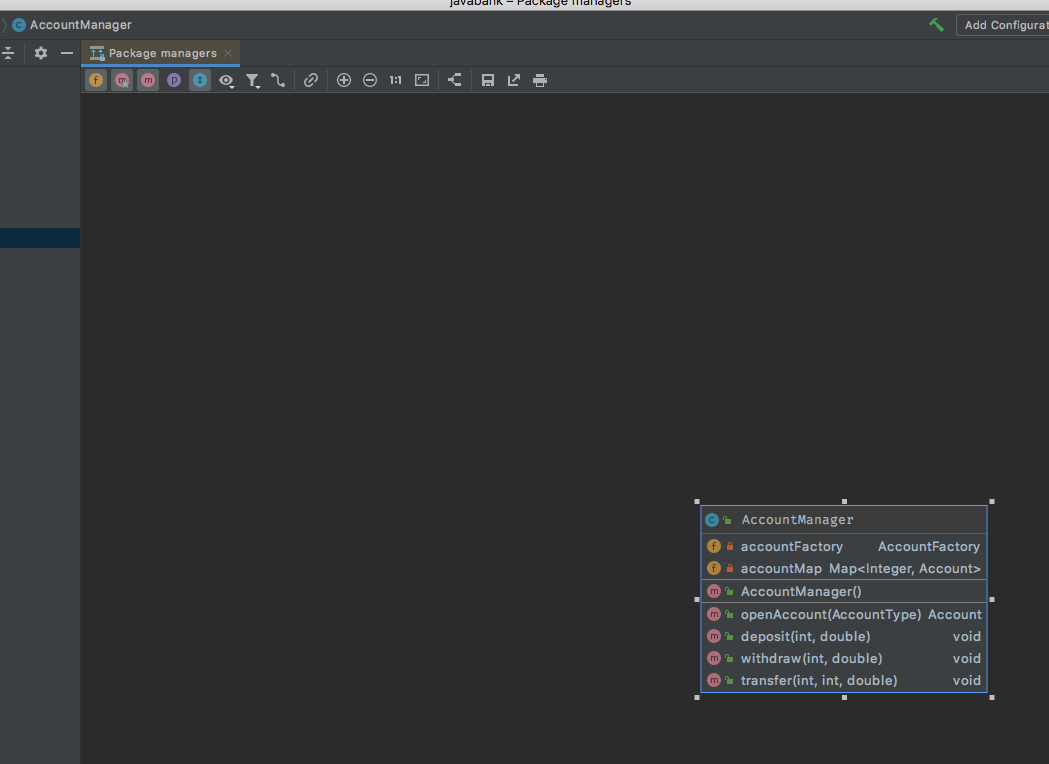 javabank – Package managers
AccountManager
Add Configurat
Package managers
1:1
AccountManager
accountFactory AccountFactory
accountMap Map<Integer, Account>
AccountManager()
openAccount(AccountType) Account
deposit(int, double) void
withdraw(int, double) void
transfer(int, int, double) void